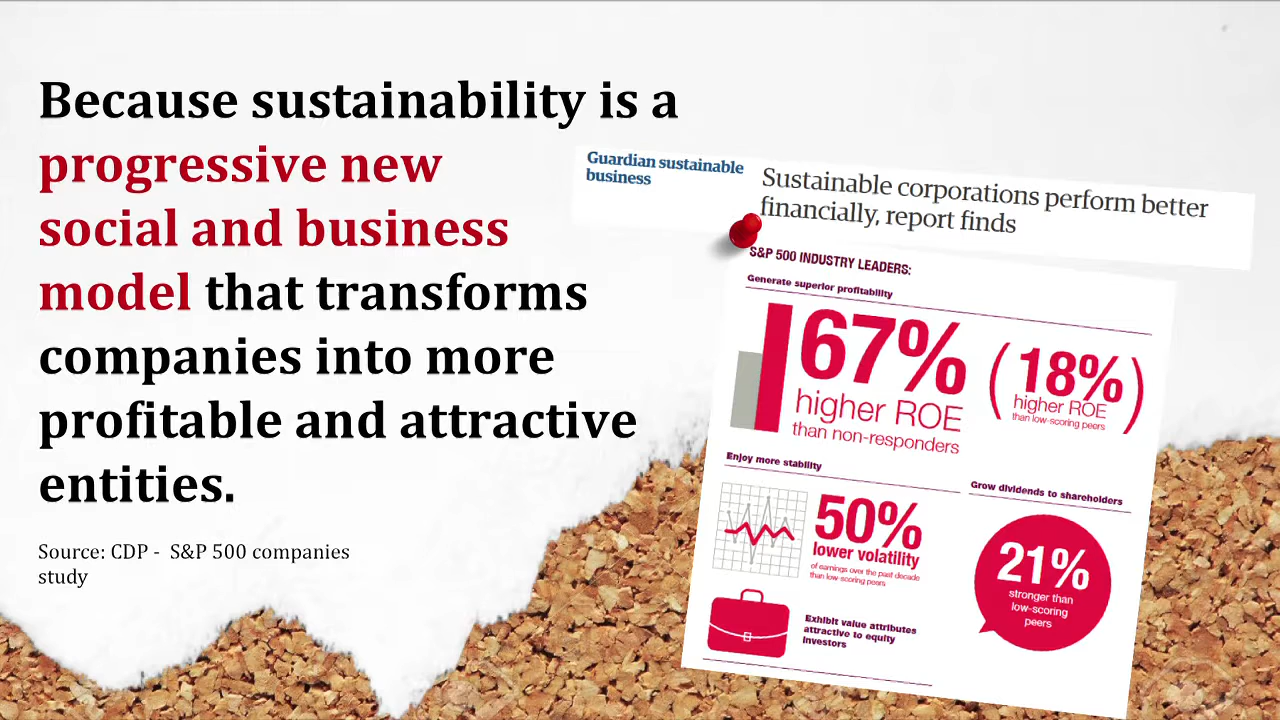 Because sustainability is a
progressive new
social and business
model that transforms
companies into more
profitable and attractive
entities.
Source: CDP -  S&P 500 companies
study
Guardian sustainable
business
Sustainable corporations perform better
financially, report finds
S&P 500 INDUSTRY LEADERS:
Generate superior profitability
67%
higher ROE
than non-responders
(18%)
higher ROE
than low-scoring peers
Enjoy more stability
50%
lower volatility
of earnings over the past decade
than low-scoring peers
Grow dividends to shareholders
21%
stronger than
low-scoring
peers
Exhibit value attributes
attractive to equity
investors